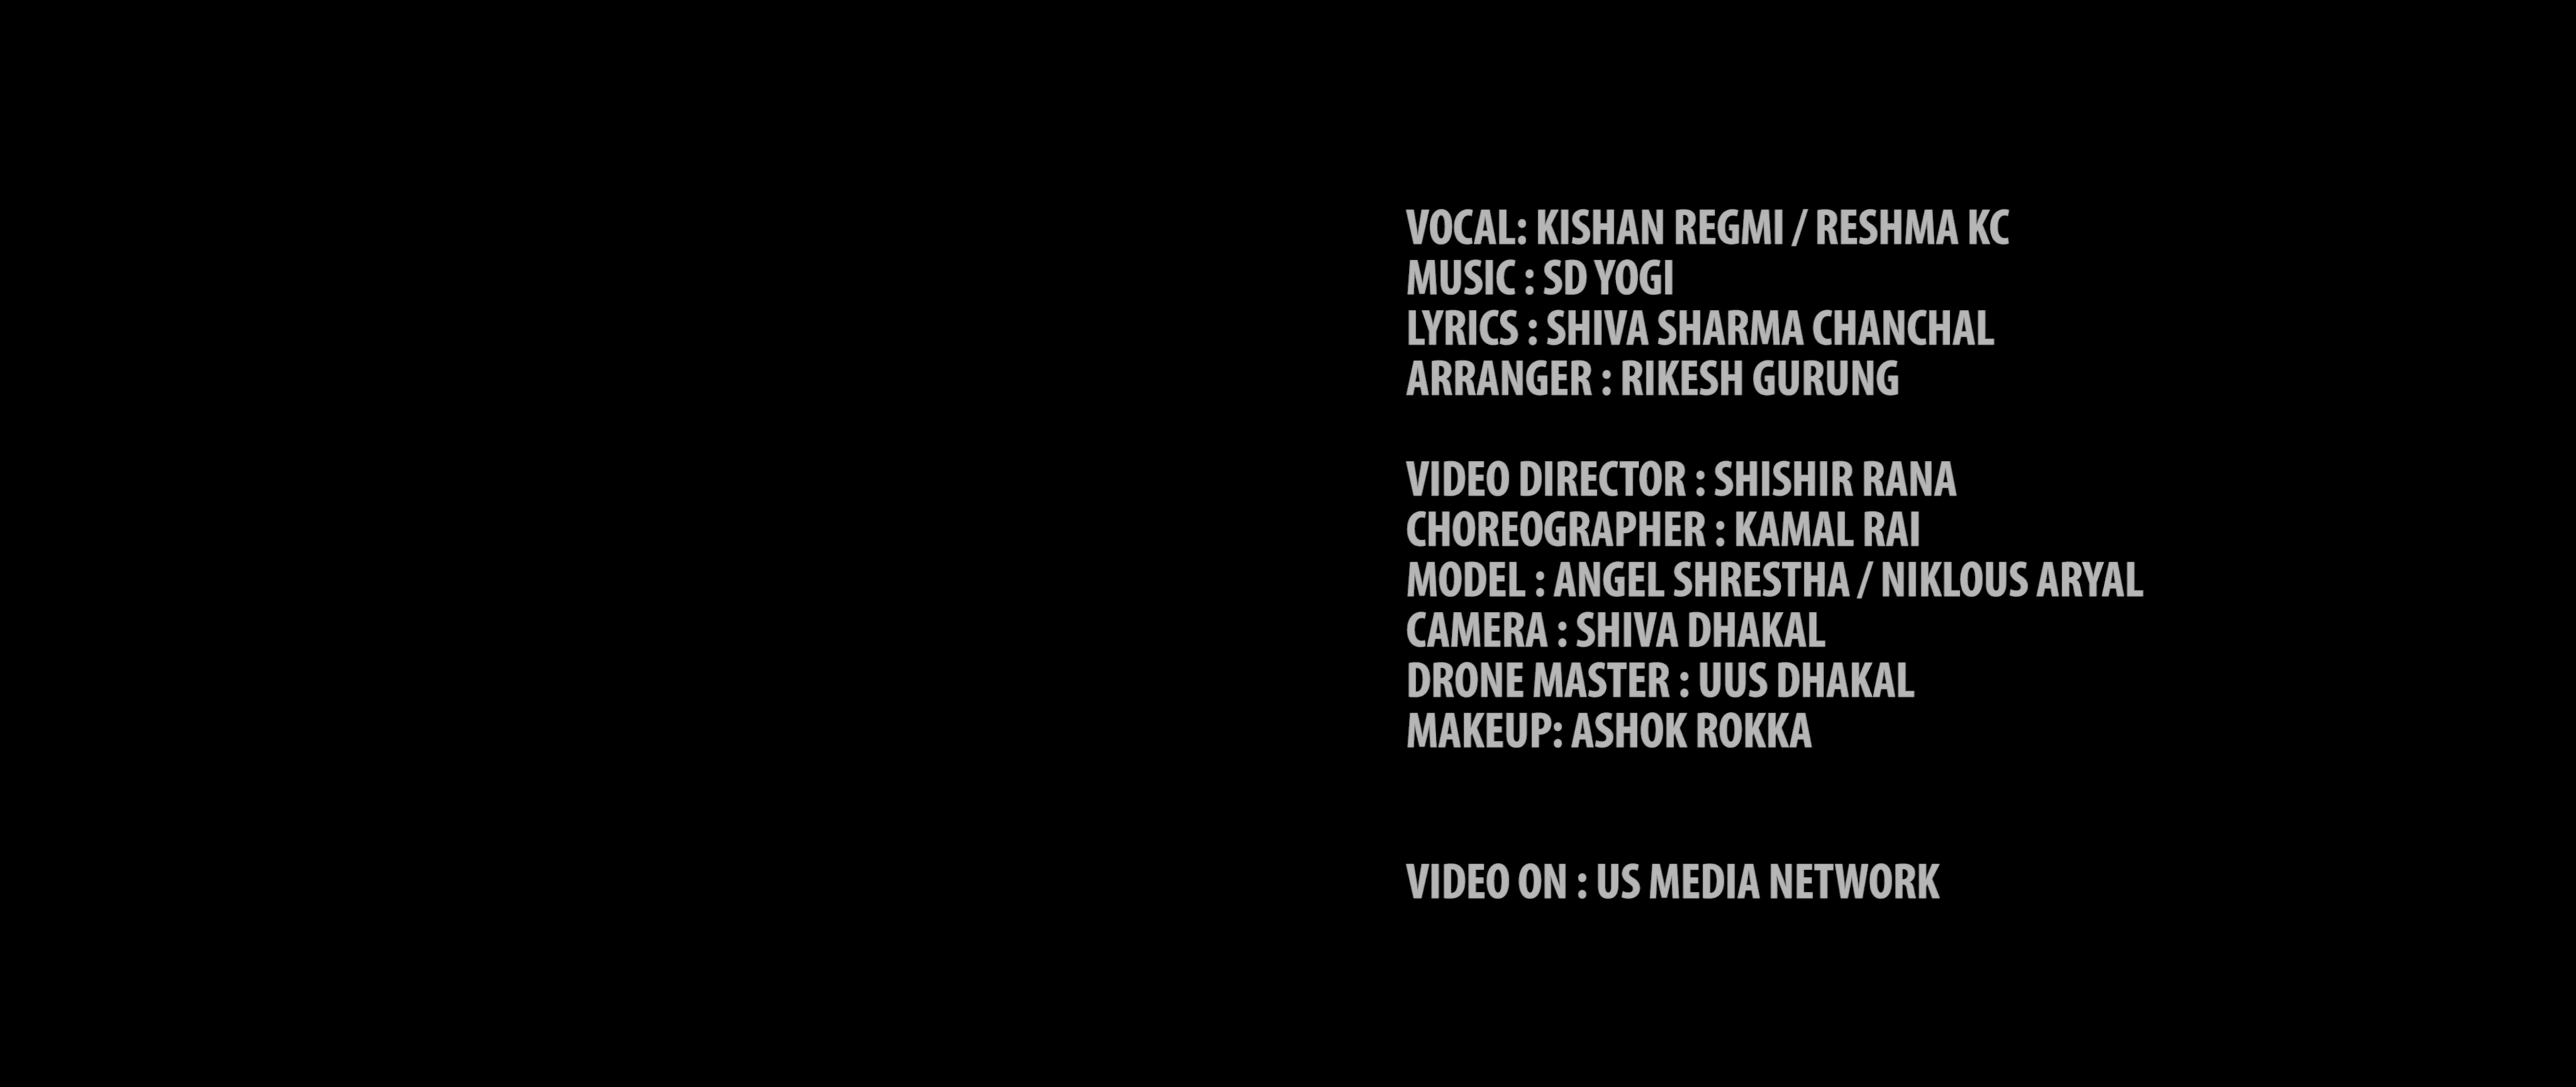 VOCAL: KISHAN REGMI / RESHMA KC
MUSIC : SD YOGI
LYRICS : SHIVA SHARMA CHANCHAL
ARRANGER : RIKESH GURUNG
VIDEO DIRECTOR : SHISHIR RANA
CHOREOGRAPHER : KAMAL RAI
MODEL : ANGEL SHRESTHA / NIKLOUS ARYAL
CAMERA : SHIVA DHAKAL
DRONE MASTER : UUS DHAKAL
MAKEUP: ASHOK ROKKA
VIDEO ON : US MEDIA NETWORK